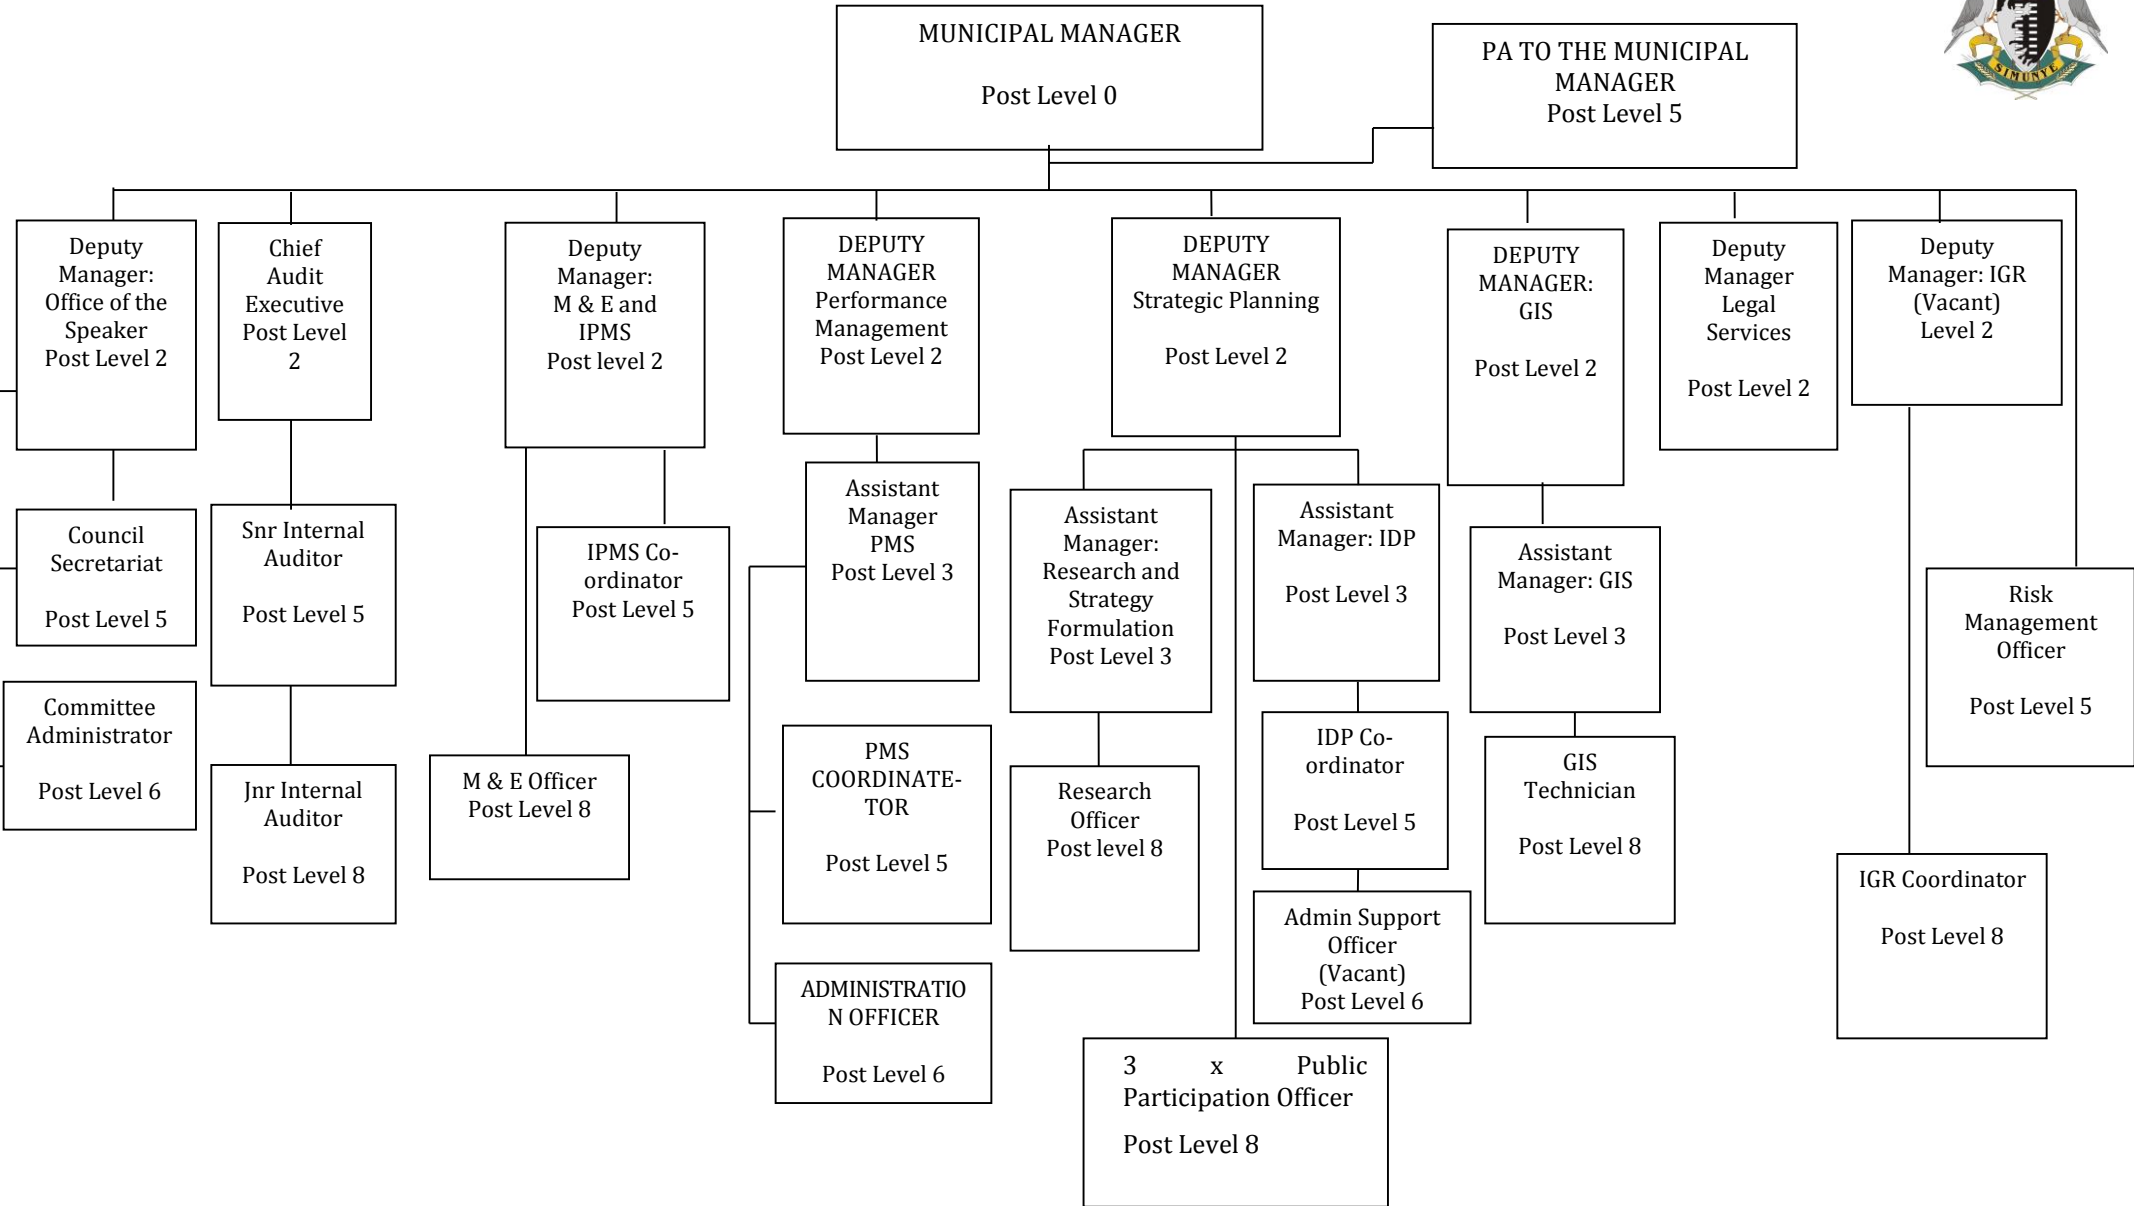 MUNICIPAL MANAGER
Post Level 0
PA TO THE MUNICIPAL
MANAGER
Post Level 5
SIMUNYE
Deputy
Manager:
Office of the
Speaker
Post Level 2
Chief
Audit
Executive
Post Level
2
Deputy
Manager:
M & E and
IPMS
Post level 2
DEPUTY
MANAGER
Performance
Management
Post Level 2
DEPUTY
MANAGER
Strategic Planning
Post Level 2
DEPUTY
MANAGER:
GIS
Post Level 2
Deputy
Manager
Legal
Services
Post Level 2
Deputy
Manager: IGR
(Vacant)
Level 2
Council
Secretariat
Post Level 5
Snr Internal
Auditor
Post Level 5
IPMS Co-
ordinator
Post Level 5
Assistant
Manager
PMS
Post Level 3
Assistant
Manager:
Research and
Strategy
Formulation
Post Level 3
Assistant
Manager: IDP
Post Level 3
Assistant
Manager: GIS
Post Level 3
Risk
Management
Officer
Post Level 5
Committee
Administrator
Post Level 6
Jnr Internal
Auditor
Post Level 8
M & E Officer
Post Level 8
PMS
COORDINATE-
TOR
Post Level 5
Research
Officer
Post level 8
IDP Co-
ordinator
Post Level 5
GIS
Technician
Post Level 8
IGR Coordinator
Post Level 8
Admin Support
Officer
(Vacant)
Post Level 6
ADMINISTRATIO
N OFFICER
Post Level 6
3 x Public
Participation Officer
Post Level 8